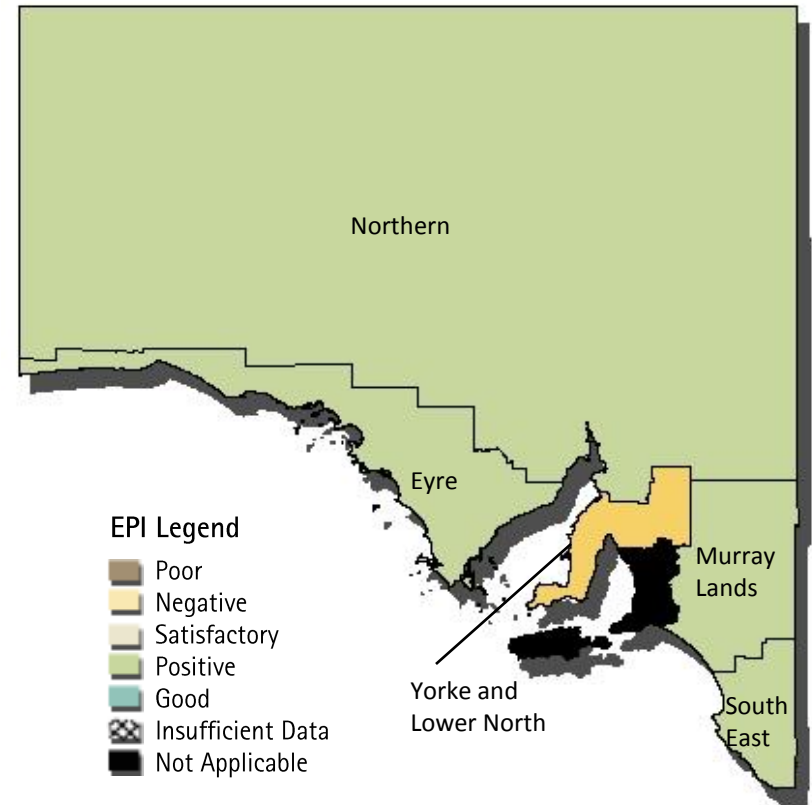 Northern
Eyre
EPI Legend
Poor
Negative
Satisfactory
Positive
Good
Insufficient Data
Not Applicable
Murray
Lands
Yorke and
Lower North
South
East